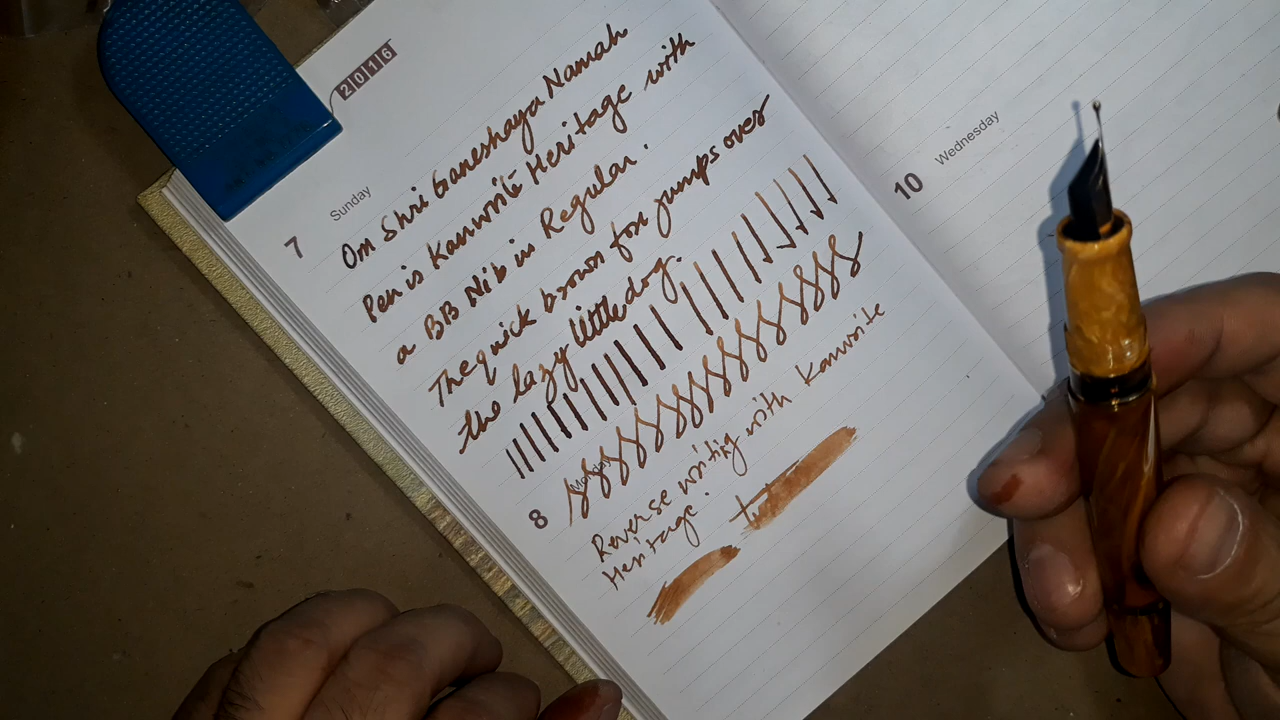 2016
7 Sunday
Om Shri Ganeshaya Namah
Pen is Kanwrite Heritage with
a BB Nib in Regular.
The quick brown fox jumps over
the lazy little dog.
8 Monday
Reverse writing with Kanwrite
Heritage.
10 Wednesday